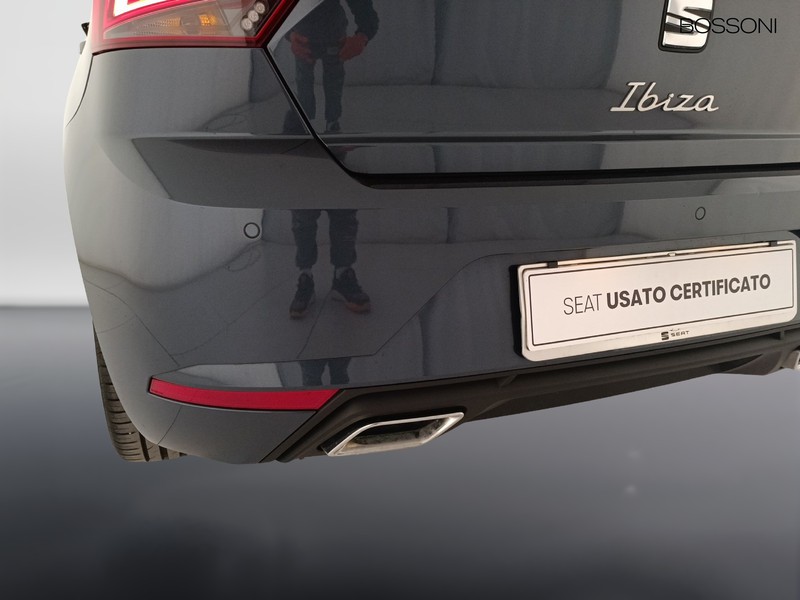 BOSSONI
Ibiza
SEAT USATO CERTIFICATO
SEAT